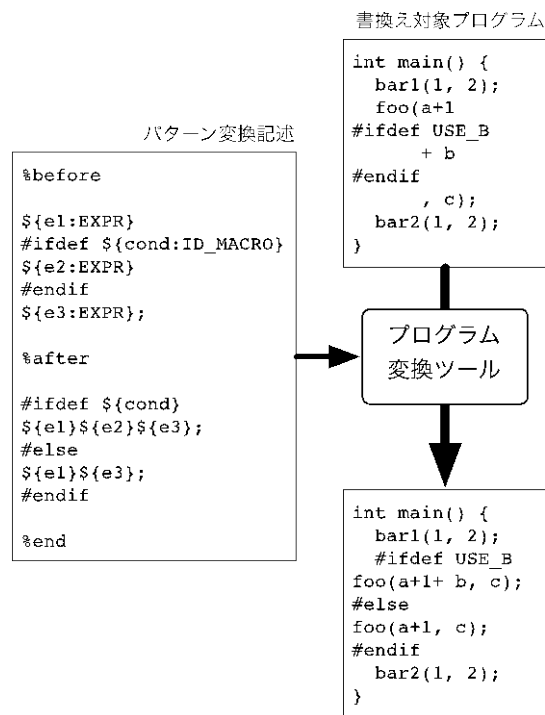 書換え対象プログラム
int main() {
  bar1(1, 2);
  foo(a+1
#ifdef USE_B
      + b
#endif
      , c);
  bar2(1, 2);
}
パターン変換記述
%before
${e1:EXPR}
#ifdef ${cond:ID_MACRO}
${e2:EXPR}
#endif
${e3:EXPR};
%after
#ifdef ${cond}
${e1}${e2}${e3};
#else
${e1}${e3};
#endif
%end
プログラム
変換ツール
int main() {
  bar1(1, 2);
  #ifdef USE_B
foo(a+1+ b, c);
#else
foo(a+1, c);
#endif
  bar2(1, 2);
}